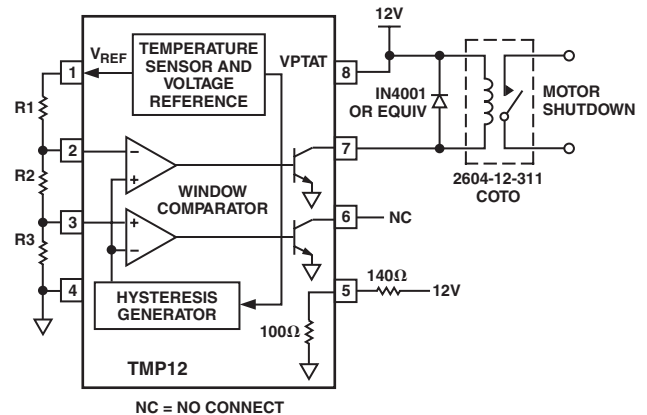 12V
VREF
TEMPERATURE
SENSOR AND
VOLTAGE
REFERENCE
VPTAT
1
8
IN4001
OR EQUIV
MOTOR
SHUTDOWN
R1
2
–
+
7
2604-12-311
COTO
R2
WINDOW
COMPARATOR
3
+
–
6
NC
R3
4
HYSTERESIS
GENERATOR
5
140Ω
12V
100Ω
TMP12
NC = NO CONNECT